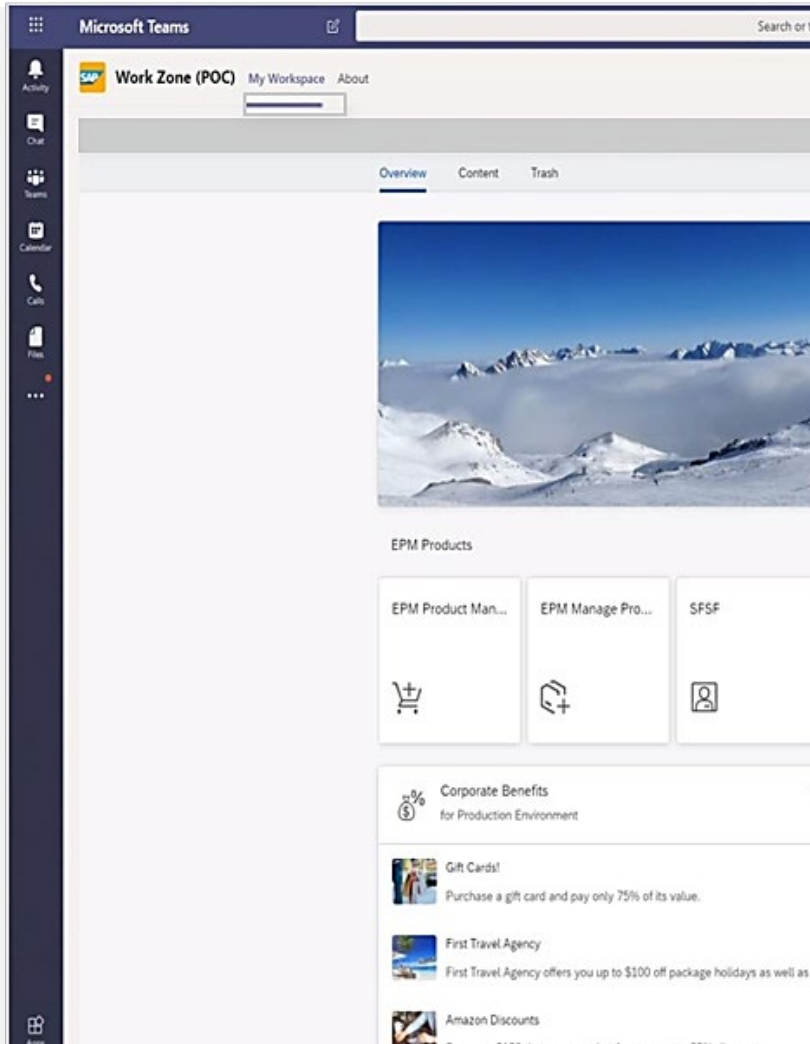 Microsoft Teams
Search or
SAP
Work Zone (POC) My Workspace About
Activity
Chat
Teams
Calendar
Calls
Files
Overview Content Trash
EPM Products
EPM Product Man... EPM Manage Pro... SFSF
Corporate Benefits
for Production Environment
Gift Cards!
Purchase a gift card and pay only 75% of its value.
First Travel Agency
First Travel Agency offers you up to $100 off package holidays as well as
Amazon Discounts
Apps